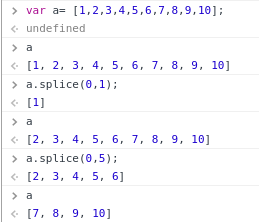 var a= [1,2,3,4,5,6,7,8,9,10];
undefined
a
[1, 2, 3, 4, 5, 6, 7, 8, 9, 10]
a.splice(0,1);
[1]
a
[2, 3, 4, 5, 6, 7, 8, 9, 10]
a.splice(0,5);
[2, 3, 4, 5, 6]
a
[7, 8, 9, 10]